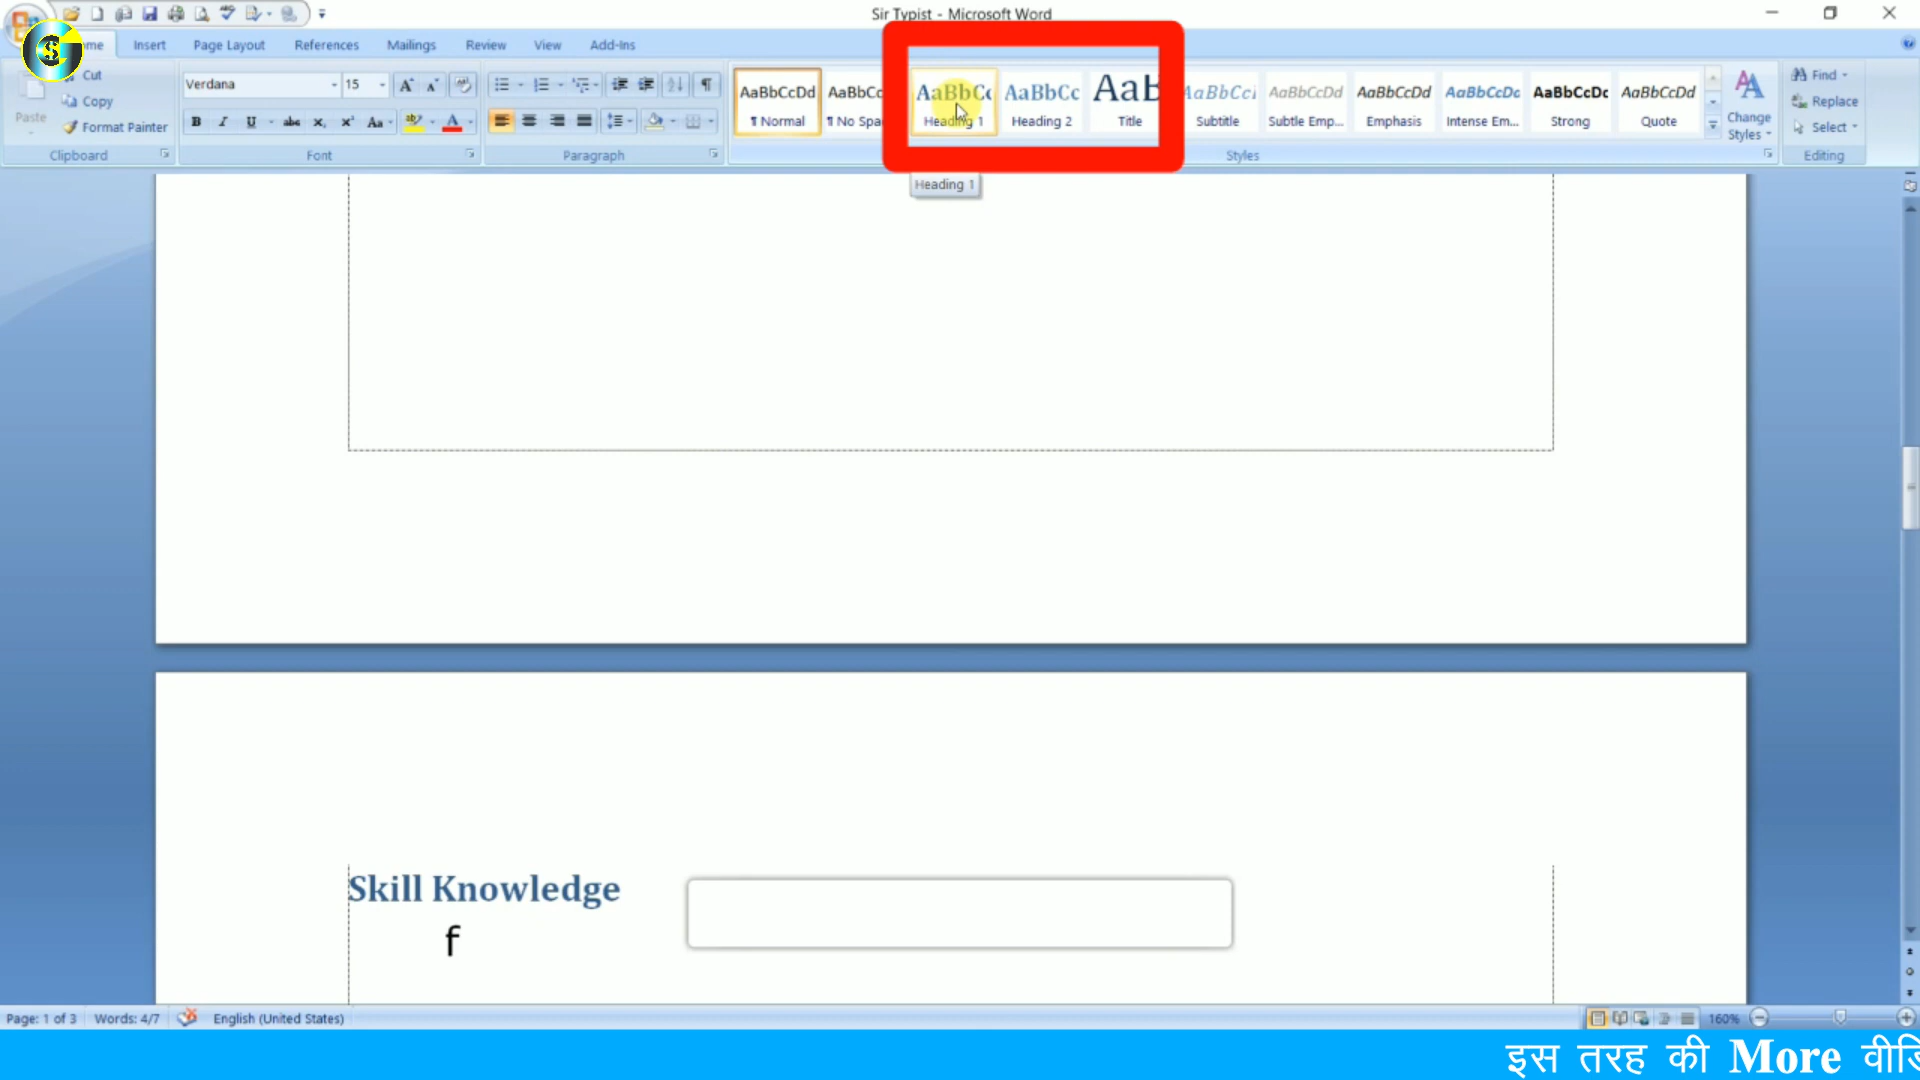 Sir Typist - Microsoft Word
Insert Page Layout References Mailings Review View Add-Ins
Cut
Copy
Paste
Format Painter
Clipboard
Verdana 15
Font
Paragraph
AaBbCcDd
¶ Normal
¶ No Spa
AaBbCc
Heading 1
AaBbCc
Heading 2
AaB
Title
Subtitle
AaBbCcDd
Subtle Emp...
AaBbCcDd
Emphasis
AaBbCcDc
Intense Em...
AaBbCcDc
Strong
AaBbCcDd
Quote
Change
Styles
Styles
Find
Replace
Select
Editing
Heading 1
Skill Knowledge
f
Page: 1 of 3 Words: 4/7 English (United States) 160%
इस तरह की More